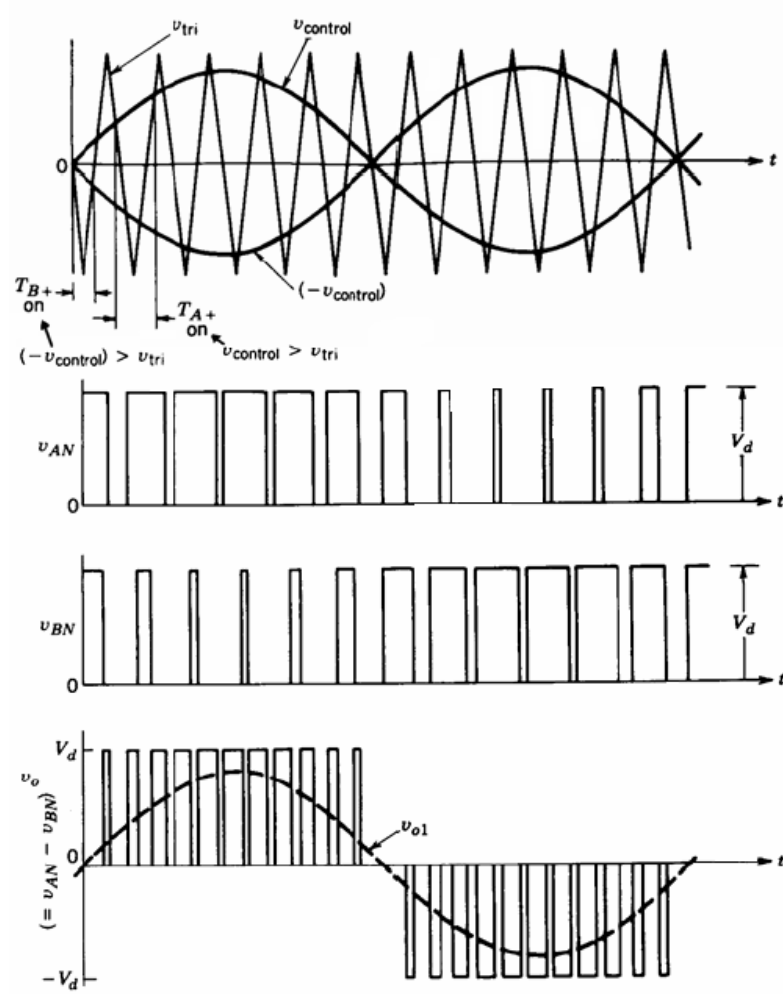 v_tri
v_control
0
t
(−v_control)
T_B+
on
T_A+
on
(−v_control) > v_tri
v_control > v_tri
v_AN
V_d
0
t
v_BN
V_d
0
t
V_d
v_o
(= v_AN − v_BN)
v_o1
0
t
−V_d